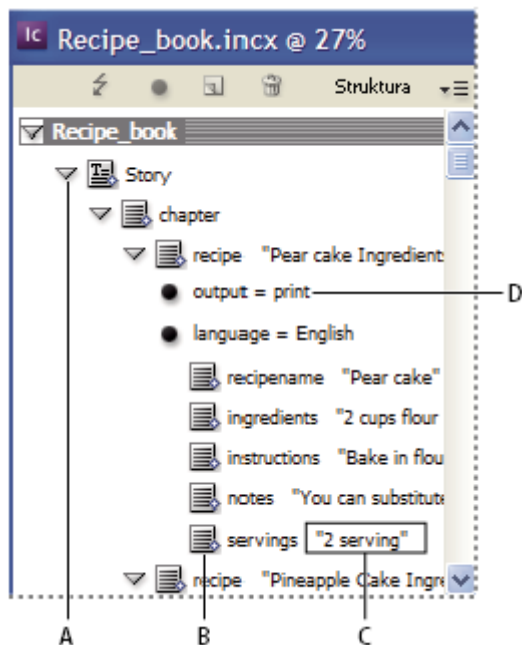 Ic Recipe_book.incx @ 27%
Struktura
Recipe_book
Story
chapter
recipe "Pear cake Ingredients
output = print
D
language = English
recipename "Pear cake"
ingredients "2 cups flour
instructions "Bake in flou
notes "You can substitute
servings "2 serving"
recipe "Pineapple Cake Ingre
A B C